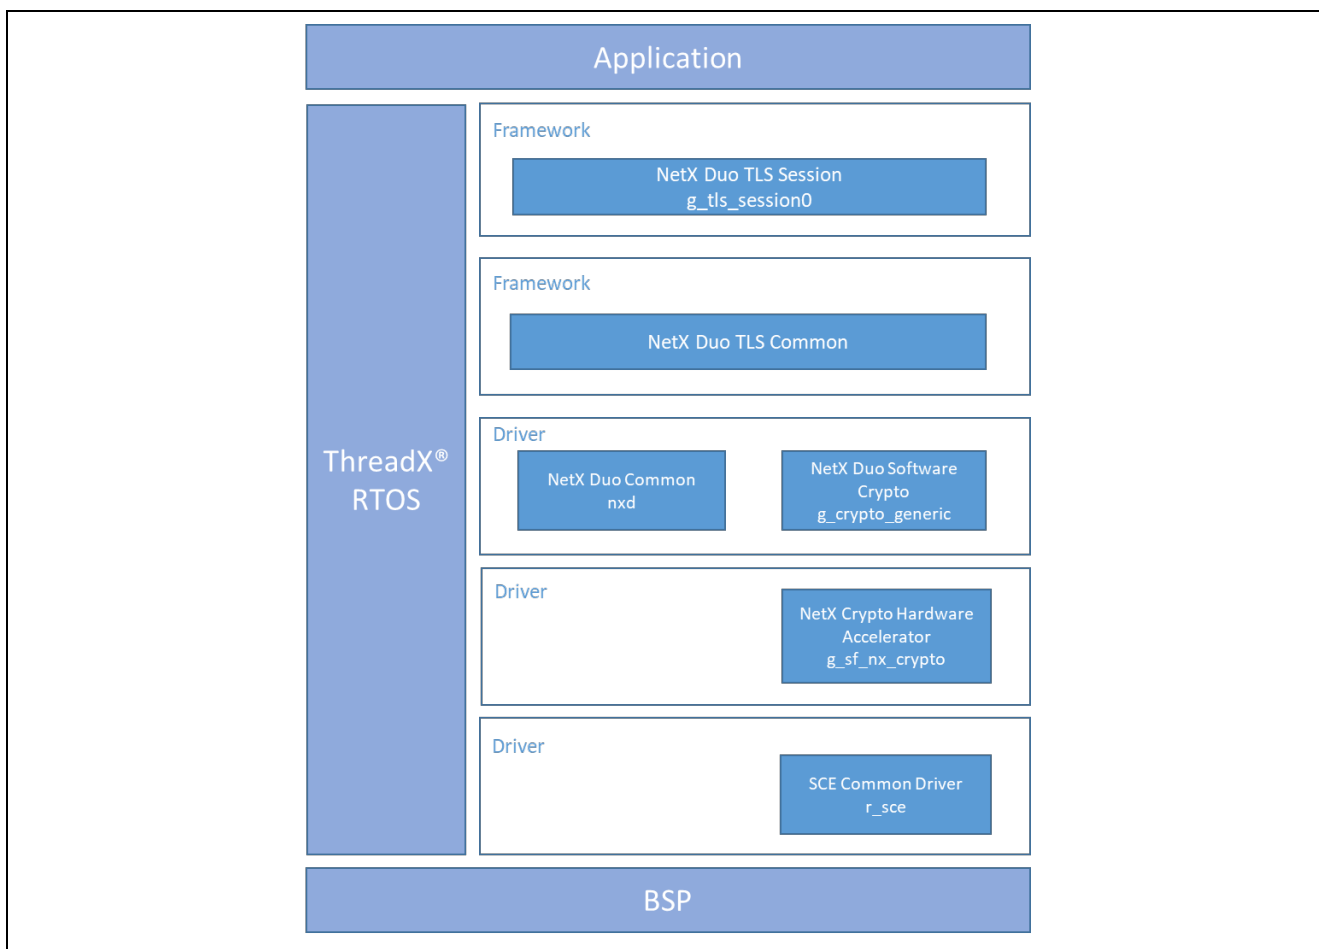 Application
ThreadX®
RTOS
Framework
NetX Duo TLS Session
g_tls_session0
Framework
NetX Duo TLS Common
Driver
NetX Duo Common
nxd
NetX Duo Software
Crypto
g_crypto_generic
Driver
NetX Crypto Hardware
Accelerator
g_sf_nx_crypto
Driver
SCE Common Driver
r_sce
BSP